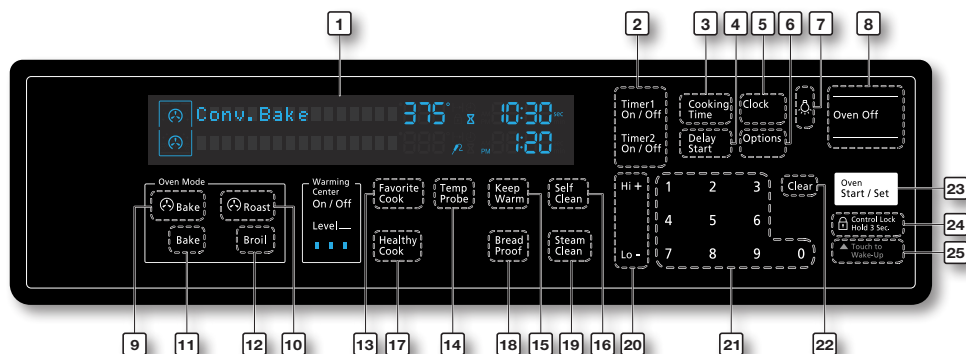 1
2
3
4
5
6
7
8
Conv.Bake 375° 10:30 sec
PM 1:20
Timer1
On / Off
Timer2
On / Off
Cooking
Time
Delay
Start
Clock
Options
Oven Off
Oven Mode
Bake
Roast
Bake
Broil
Warming
Center
On / Off
Level
Favorite
Cook
Temp
Probe
Keep
Warm
Self
Clean
Healthy
Cook
Bread
Proof
Steam
Clean
Hi +
Lo -
1 2 3
4 5 6
7 8 9 0
Clear
Oven
Start / Set
Control Lock
Hold 3 Sec.
Touch to
Wake-Up
23
24
25
9
11
12
10
13
17
14
18
15
19
16
20
21
22